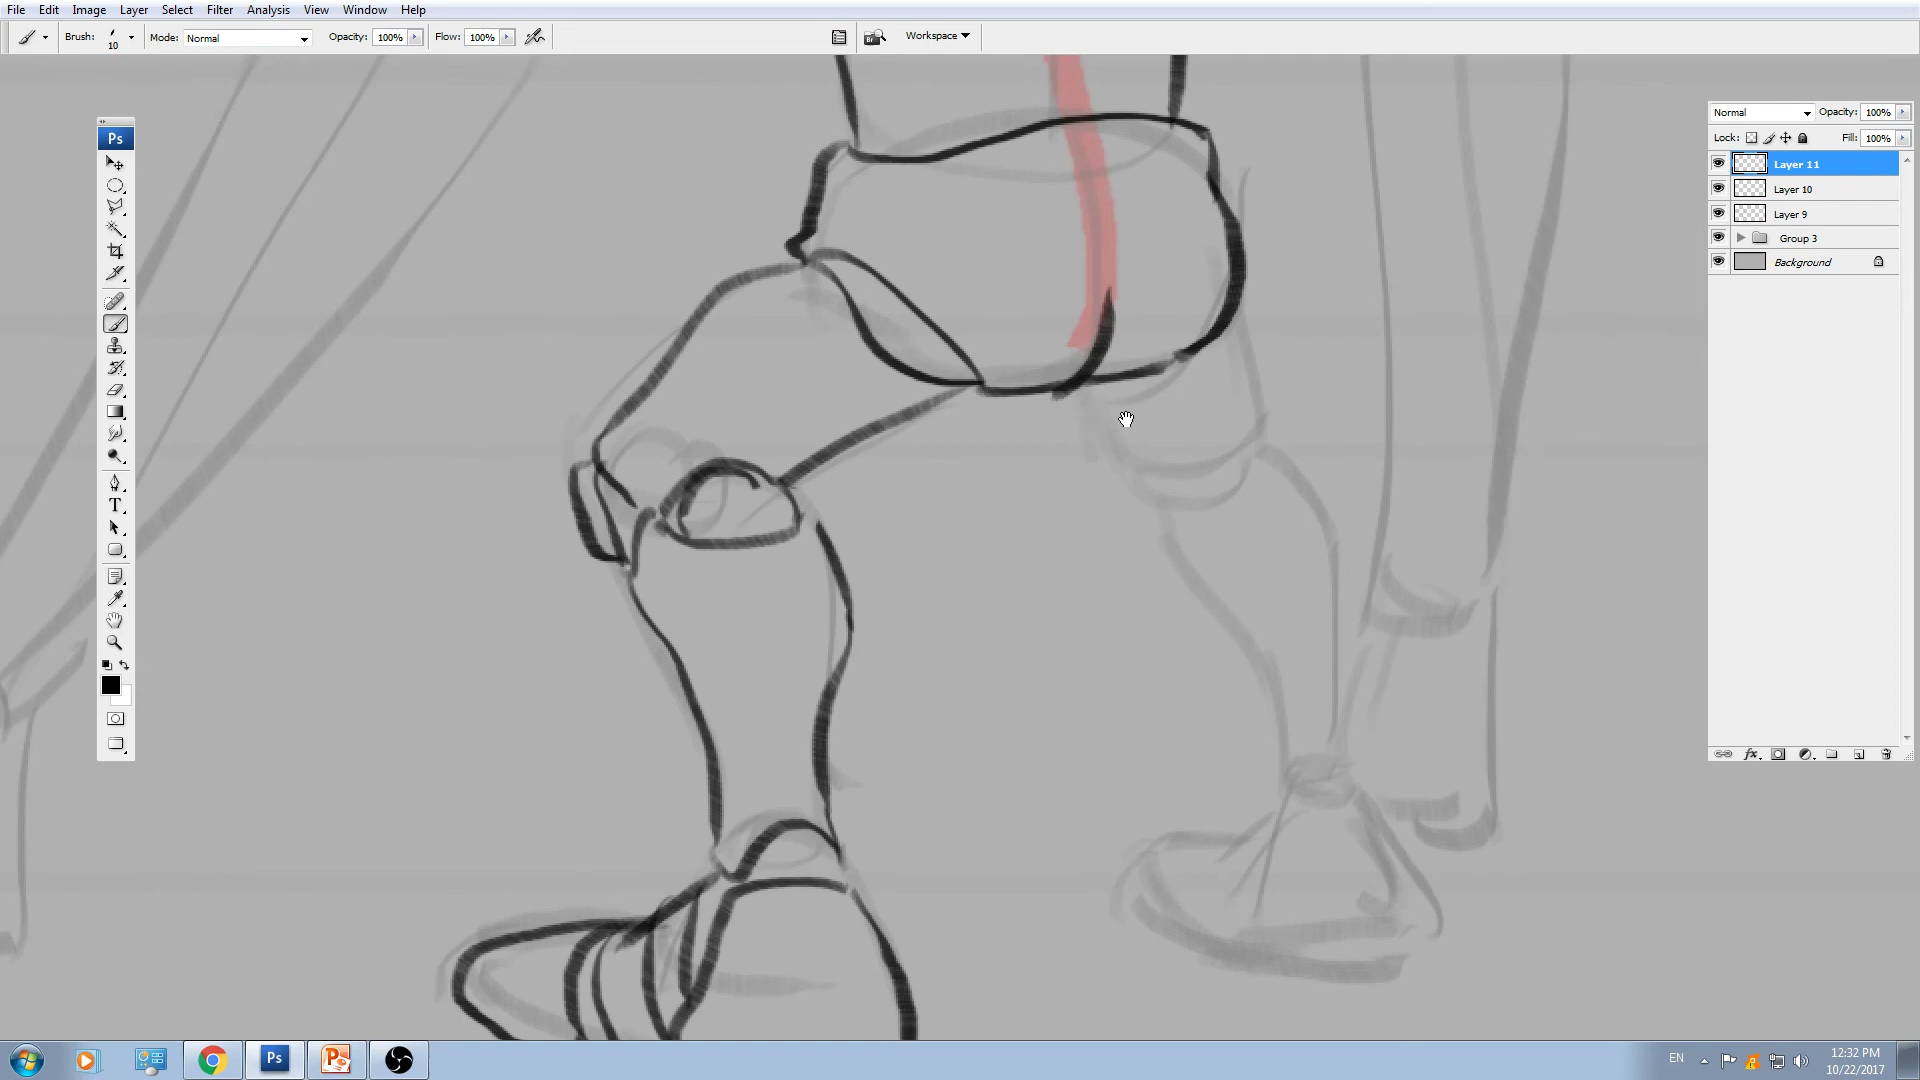 File Edit Image Layer Select Filter Analysis View Window Help
Brush: 10 Mode: Normal Opacity: 100% Flow: 100% Workspace
Ps
Normal Opacity: 100%
Lock: Fill: 100%
Layer 11
Layer 10
Layer 9
Group 3
Background
T
fx
Ps
EN
12:32 PM
10/22/2017